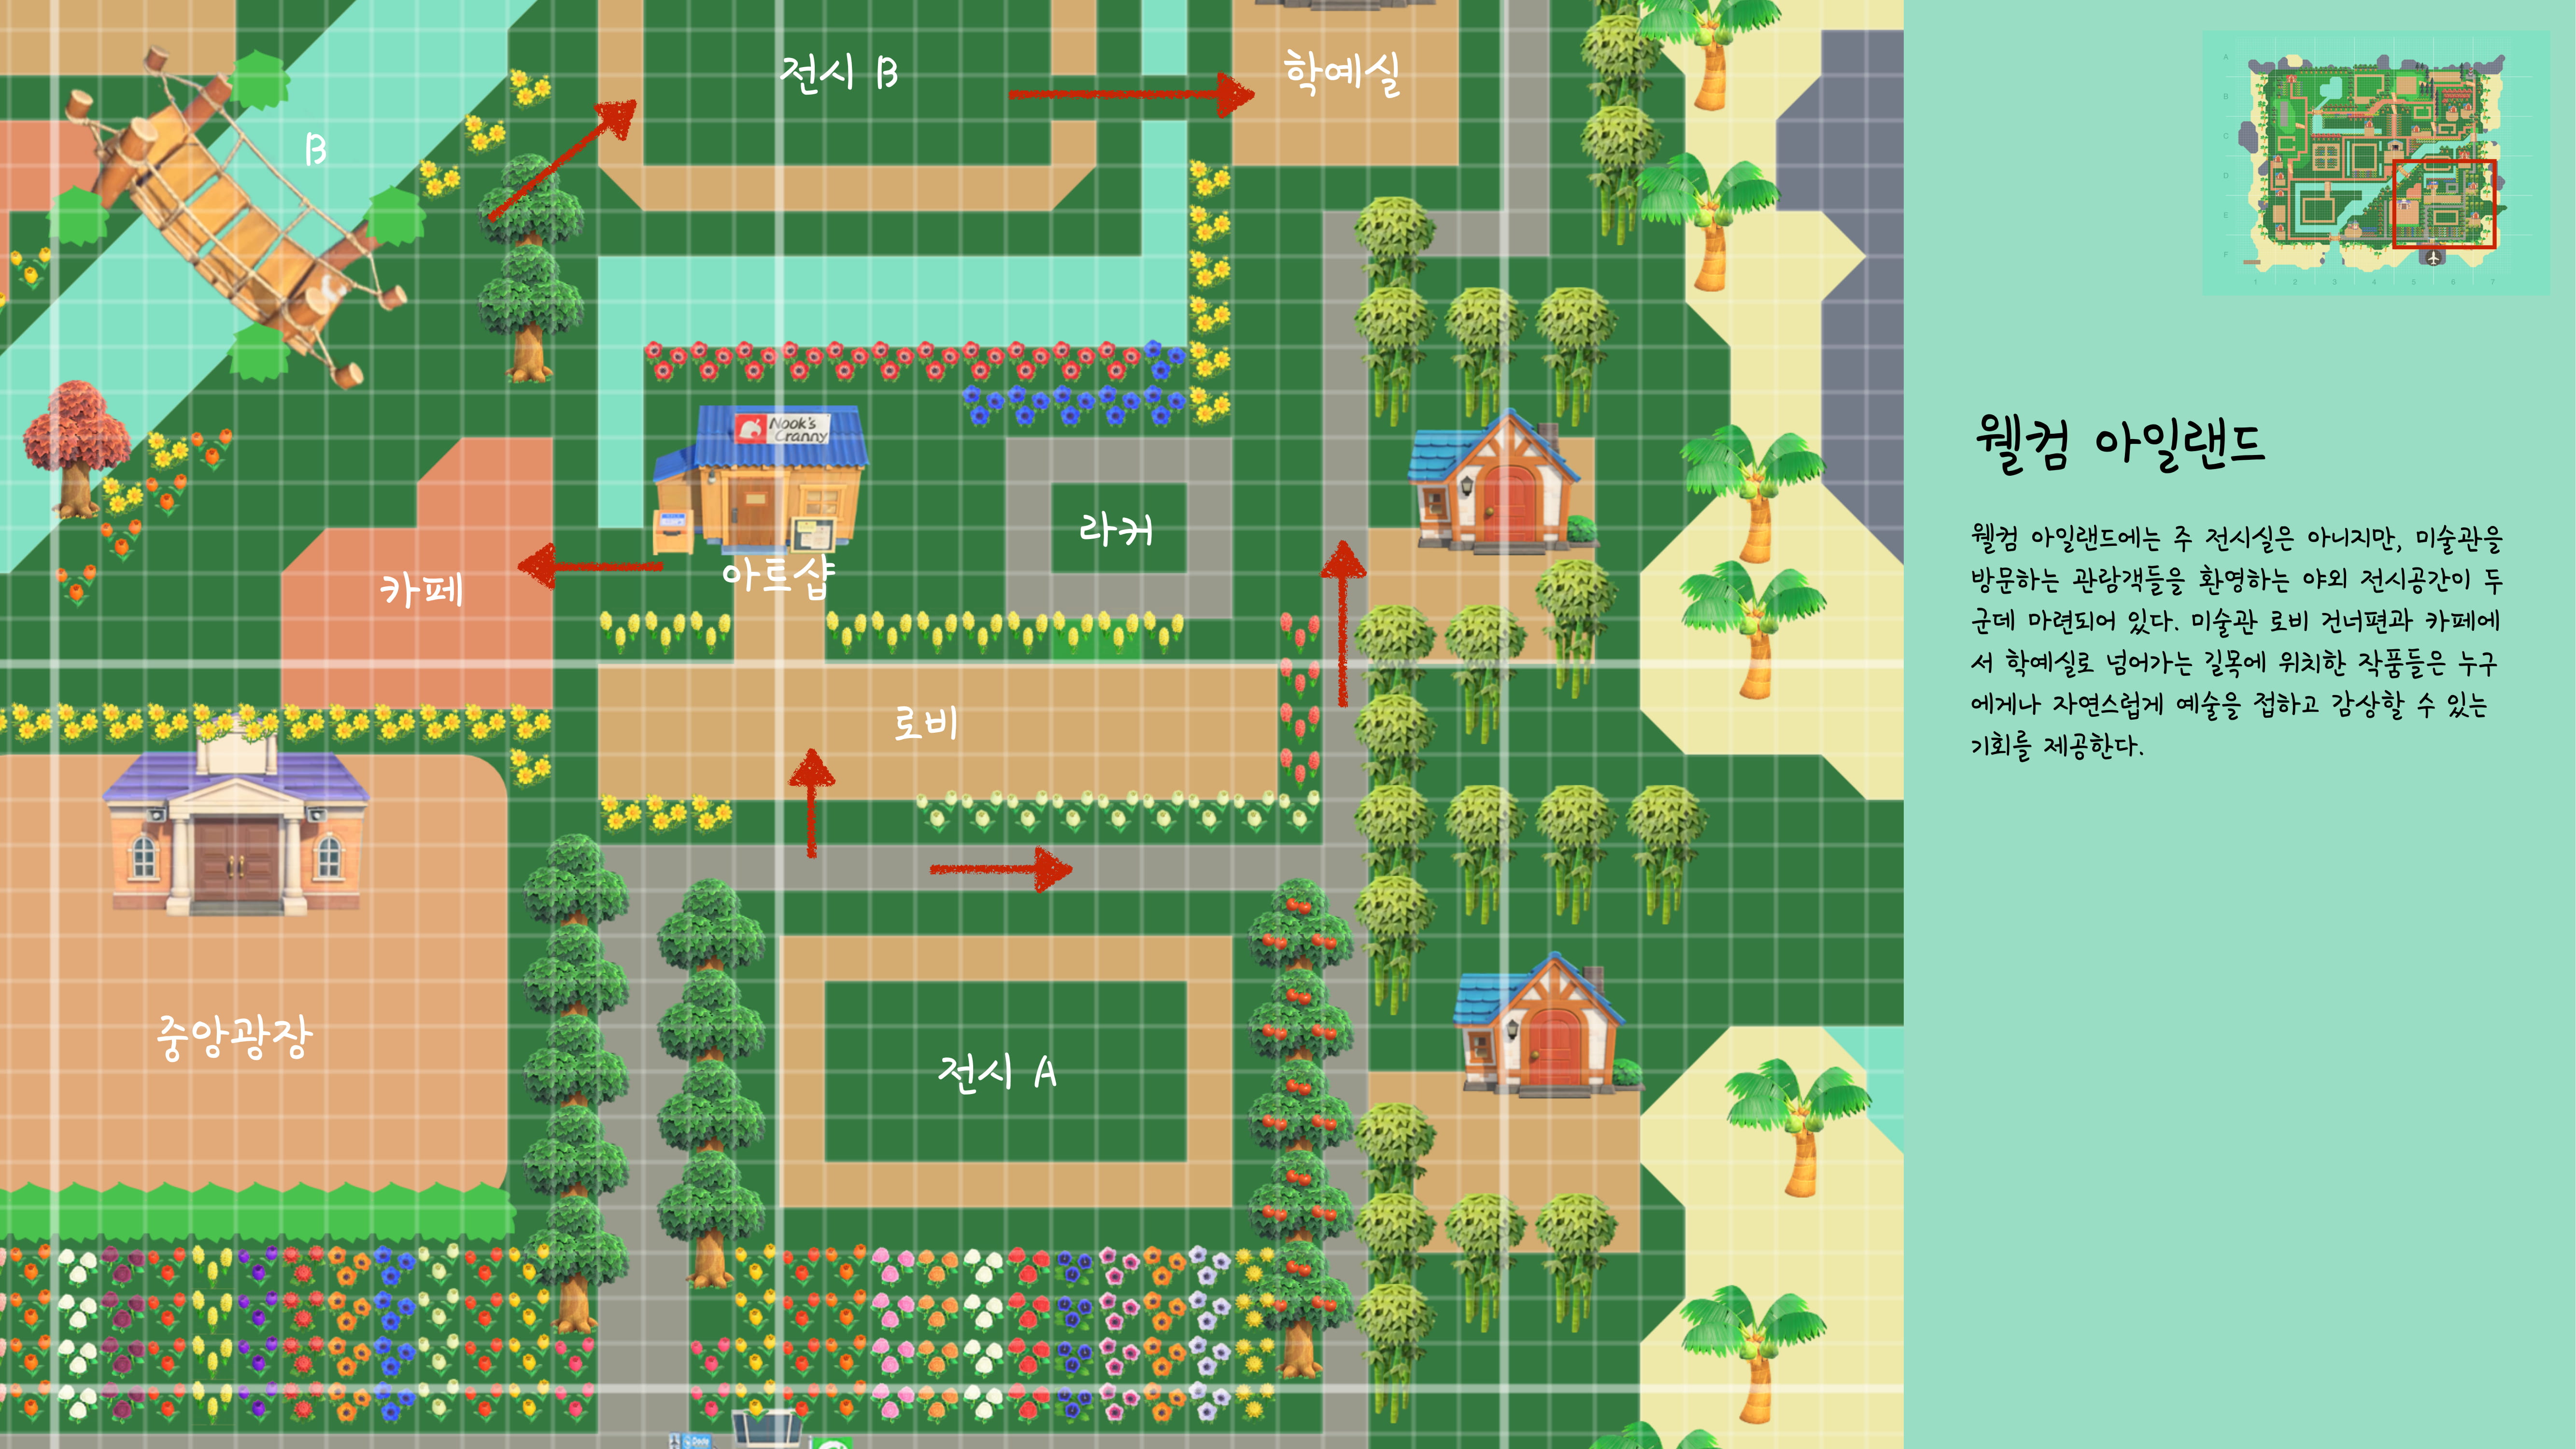 전시 B
학예실
B
Nook's
Cranny
라커
아트샵
카페
로비
중앙광장
전시 A
A
B
C
D
E
F
1 2 3 4 5 6 7
웰컴 아일랜드
웰컴 아일랜드에는 주 전시실은 아니지만, 미술관을
방문하는 관람객들을 환영하는 야외 전시공간이 두
군데 마련되어 있다. 미술관 로비 건너편과 카페에
서 학예실로 넘어가는 길목에 위치한 작품들은 누구
에게나 자연스럽게 예술을 접하고 감상할 수 있는
기회를 제공한다.